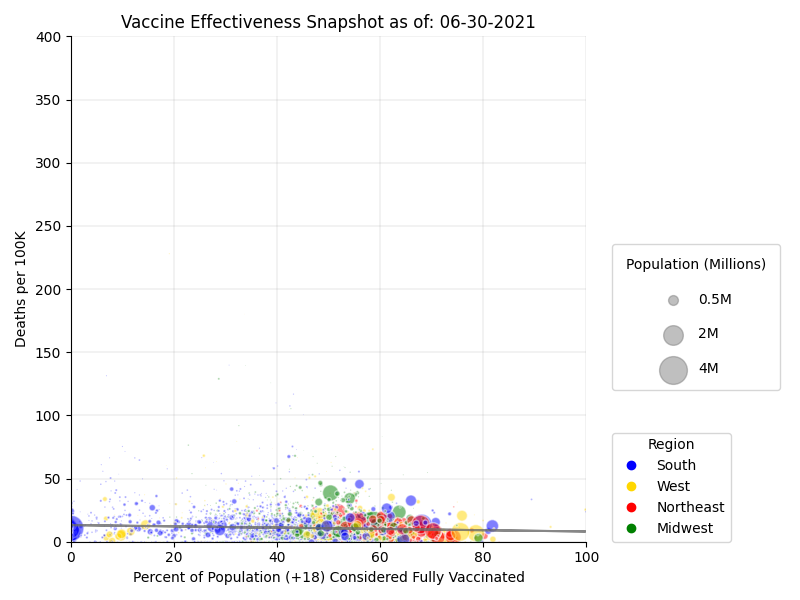 Vaccine Effectiveness Snapshot as of: 06-30-2021
400
350
300
250
200
150
100
50
0
Deaths per 100K
0 20 40 60 80 100
Percent of Population (+18) Considered Fully Vaccinated
Population (Millions)
0.5M
2M
4M
Region
South
West
Northeast
Midwest